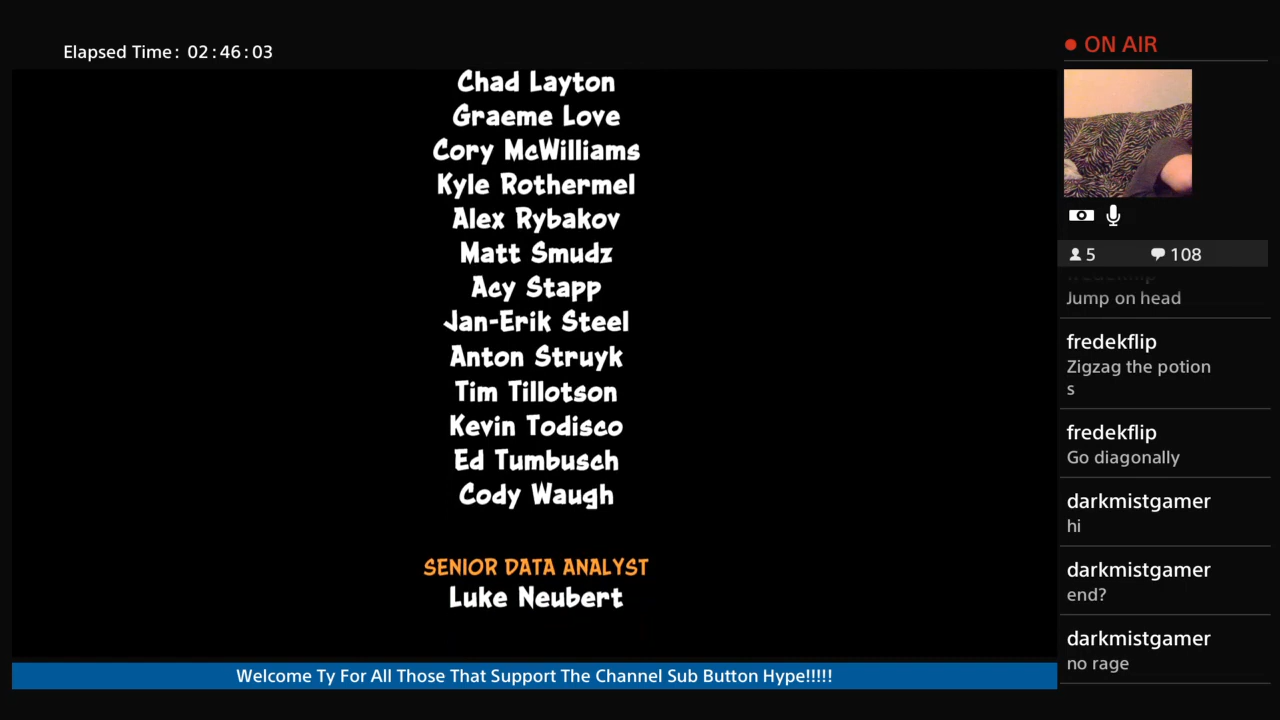 Elapsed Time: 02:46:03
ON AIR
Chad Layton
Graeme Love
Cory McWilliams
Kyle Rothermel
Alex Rybakov
Matt Smudz
Acy Stapp
Jan-Erik Steel
Anton Struyk
Tim Tillotson
Kevin Todisco
Ed Tumbusch
Cody Waugh
SENIOR DATA ANALYST
Luke Neubert
5
108
fredekflip
Jump on head
fredekflip
Zigzag the potion
s
fredekflip
Go diagonally
darkmistgamer
hi
darkmistgamer
end?
darkmistgamer
no rage
Welcome Ty For All Those That Support The Channel Sub Button Hype!!!!!